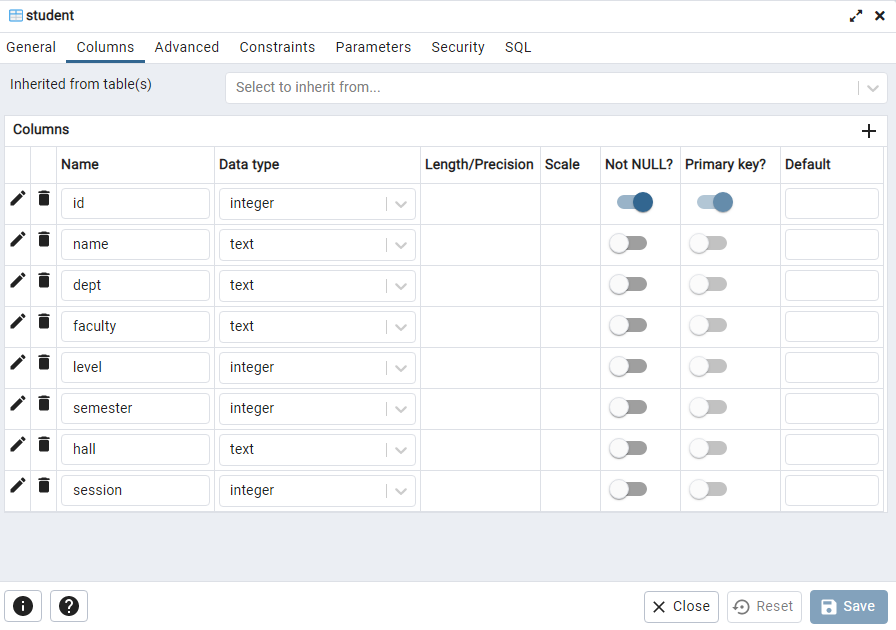 student
General Columns Advanced Constraints Parameters Security SQL
Inherited from table(s) Select to inherit from...
Columns
Name Data type Length/Precision Scale Not NULL? Primary key? Default
id integer
name text
dept text
faculty text
level integer
semester integer
hall text
session integer
Close Reset Save